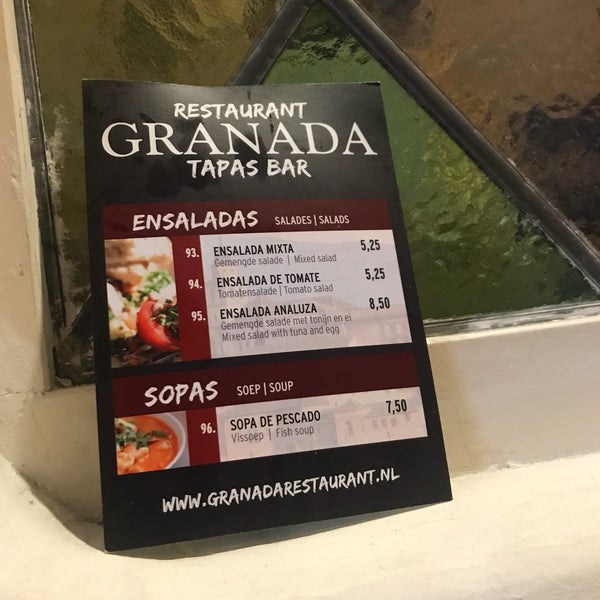 RESTAURANT
GRANADA
TAPAS BAR
ENSALADAS SALADES | SALADS
93. ENSALADA MIXTA 5,25
Gemengde salade | Mixed salad
94. ENSALADA DE TOMATE 5,25
Tomatensalade | Tomato salad
95. ENSALADA ANALUZA 8,50
Gemengde salade met tonijn en ei
Mixed salad with tuna and egg
SOPAS SOEP | SOUP
96. SOPA DE PESCADO 7,50
Vissoep | Fish soup
WWW.GRANADARESTAURANT.NL